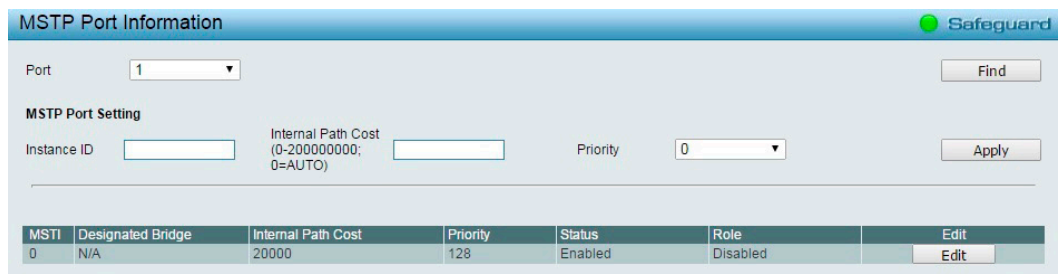 MSTP Port Information
Safeguard
Port 1 Find
MSTP Port Setting
Instance ID
Internal Path Cost
(0-200000000;
0=AUTO)
Priority 0 Apply
MSTI Designated Bridge Internal Path Cost Priority Status Role Edit
0 N/A 20000 128 Enabled Disabled Edit